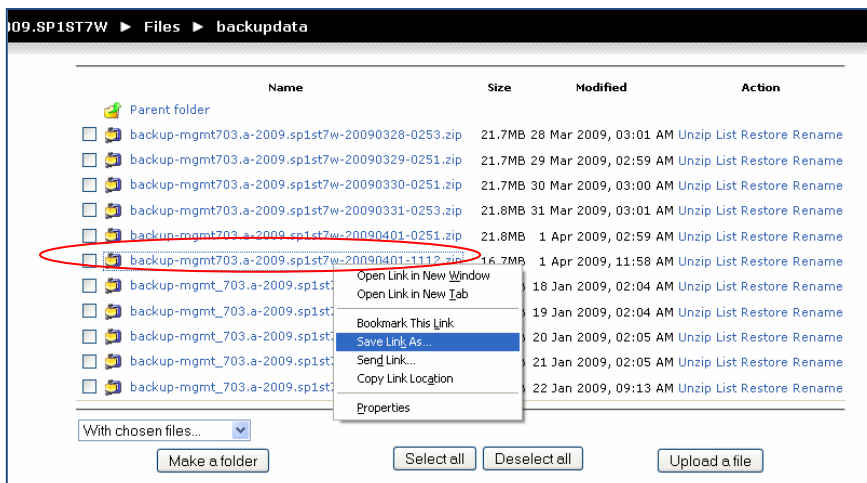 09.SP1ST7W ► Files ► backupdata
Name Size Modified Action
Parent folder
backup-mgmt703.a-2009.sp1st7w-20090328-0253.zip 21.7MB 28 Mar 2009, 03:01 AM Unzip List Restore Rename
backup-mgmt703.a-2009.sp1st7w-20090329-0251.zip 21.7MB 29 Mar 2009, 02:59 AM Unzip List Restore Rename
backup-mgmt703.a-2009.sp1st7w-20090330-0251.zip 21.7MB 30 Mar 2009, 03:00 AM Unzip List Restore Rename
backup-mgmt703.a-2009.sp1st7w-20090331-0253.zip 21.8MB 31 Mar 2009, 03:01 AM Unzip List Restore Rename
backup-mgmt703.a-2009.sp1st7w-20090401-0251.zip 21.8MB 1 Apr 2009, 02:59 AM Unzip List Restore Rename
backup-mgmt703.a-2009.sp1st7w-20090401-1112.zip 16.7MB 1 Apr 2009, 11:58 AM Unzip List Restore Rename
backup-mgmt_703.a-2009.sp1st7 18 Jan 2009, 02:04 AM Unzip List Restore Rename
backup-mgmt_703.a-2009.sp1st7 19 Jan 2009, 02:04 AM Unzip List Restore Rename
backup-mgmt_703.a-2009.sp1st7 20 Jan 2009, 02:05 AM Unzip List Restore Rename
backup-mgmt_703.a-2009.sp1st7 21 Jan 2009, 02:05 AM Unzip List Restore Rename
backup-mgmt_703.a-2009.sp1st7 22 Jan 2009, 09:13 AM Unzip List Restore Rename
Open Link in New Window
Open Link in New Tab
Bookmark This Link
Save Link As...
Send Link...
Copy Link Location
Properties
With chosen files...
Make a folder Select all Deselect all Upload a file